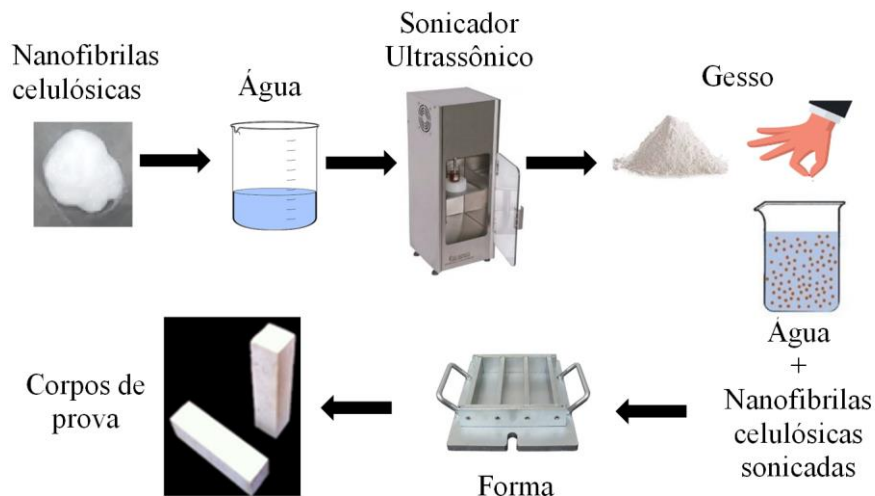 Nanofibrilas
celulósicas
Água
Sonicador
Ultrassônico
Gesso
Água
+
Nanofibrilas
celulósicas
sonicadas
Forma
Corpos de
prova